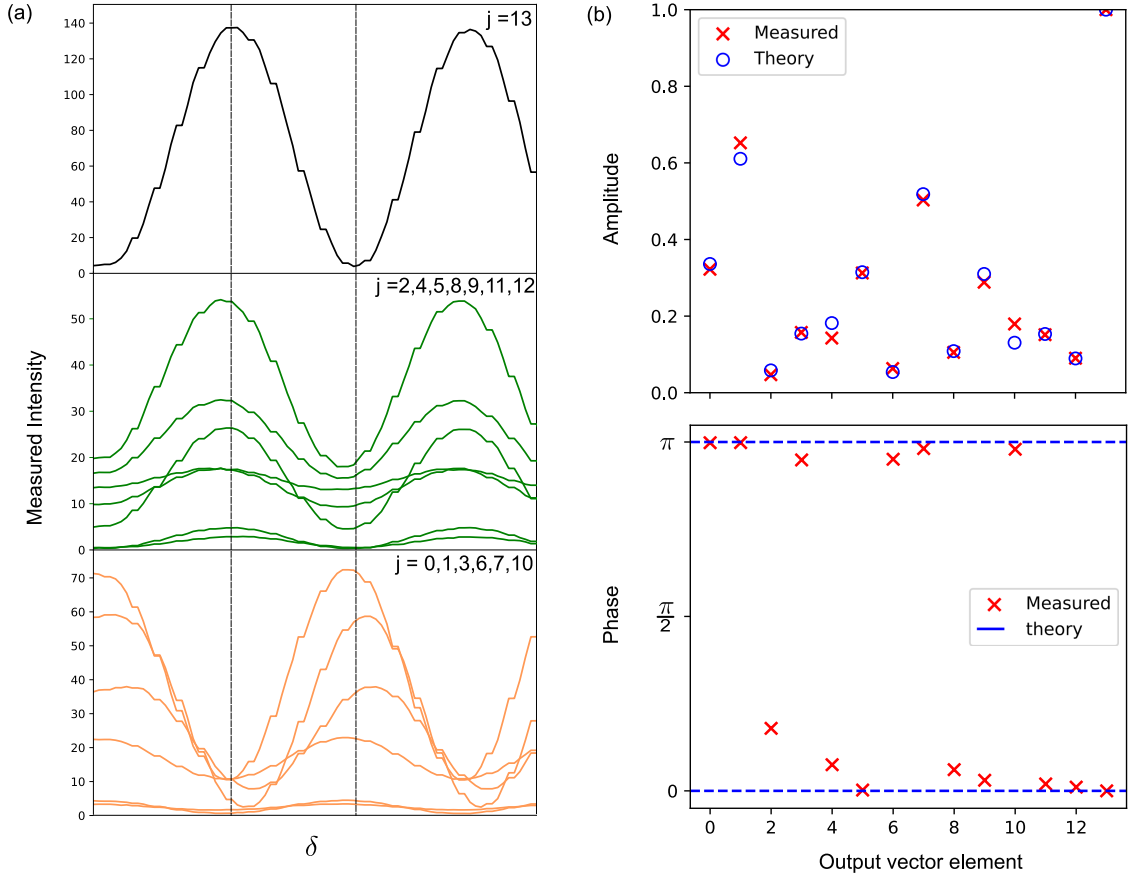 (a)
j =13
140
120
100
80
60
40
20
0
j =2,4,5,8,9,11,12
50
40
30
20
10
0
j = 0,1,3,6,7,10
70
60
50
40
30
20
10
0
Measured Intensity
δ
(b)
1.0
0.8
0.6
0.4
0.2
0.0
Amplitude
Measured
Theory
π
π
2
0
Phase
Measured
theory
0 2 4 6 8 10 12
Output vector element